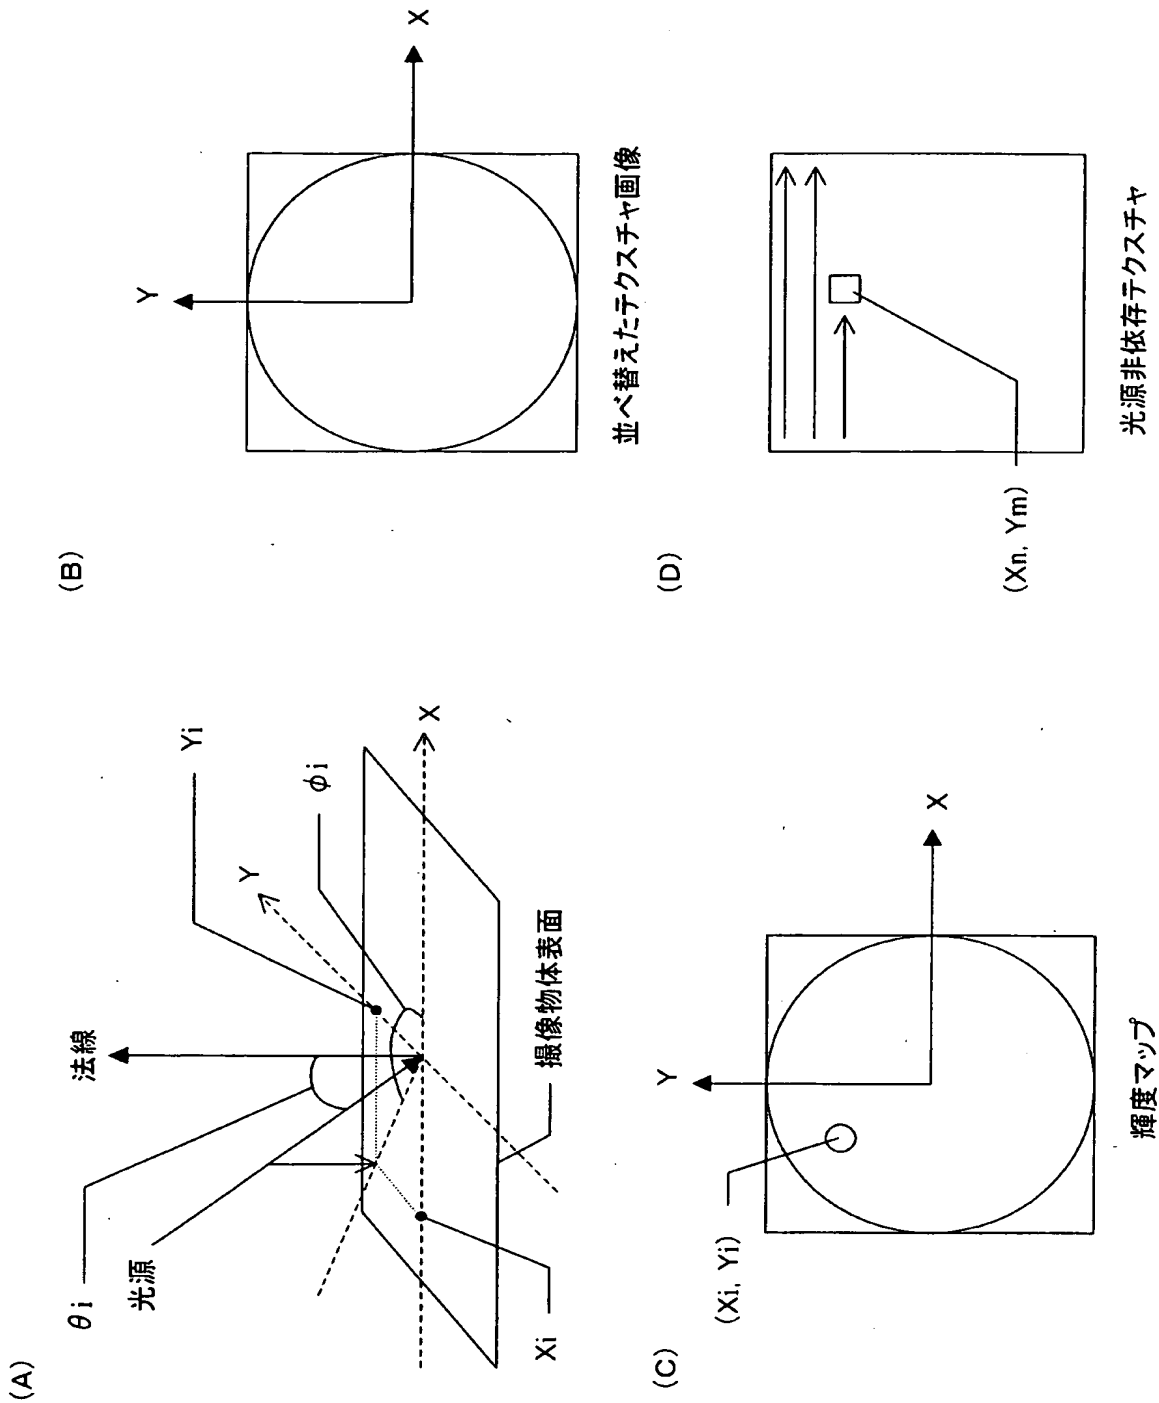 (A)
θi
光源
法線
Y
Yi
φi
X
撮像物体表面
Xi
(B)
Y
X
並べ替えたテクスチャ画像
(C)
Y
X
(Xi, Yi)
輝度マップ
(D)
(Xn, Ym)
光源非依存テクスチャ